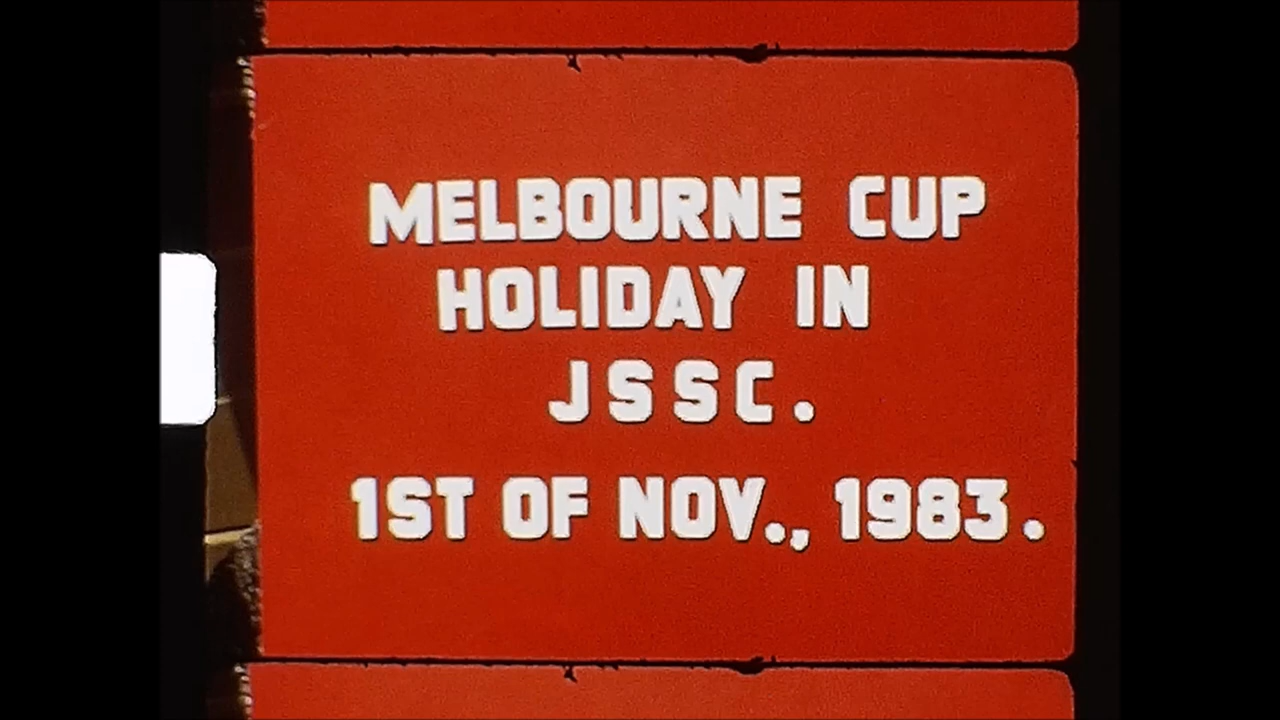 MELBOURNE CUP
HOLIDAY IN
JSSC.
1ST OF NOV., 1983.